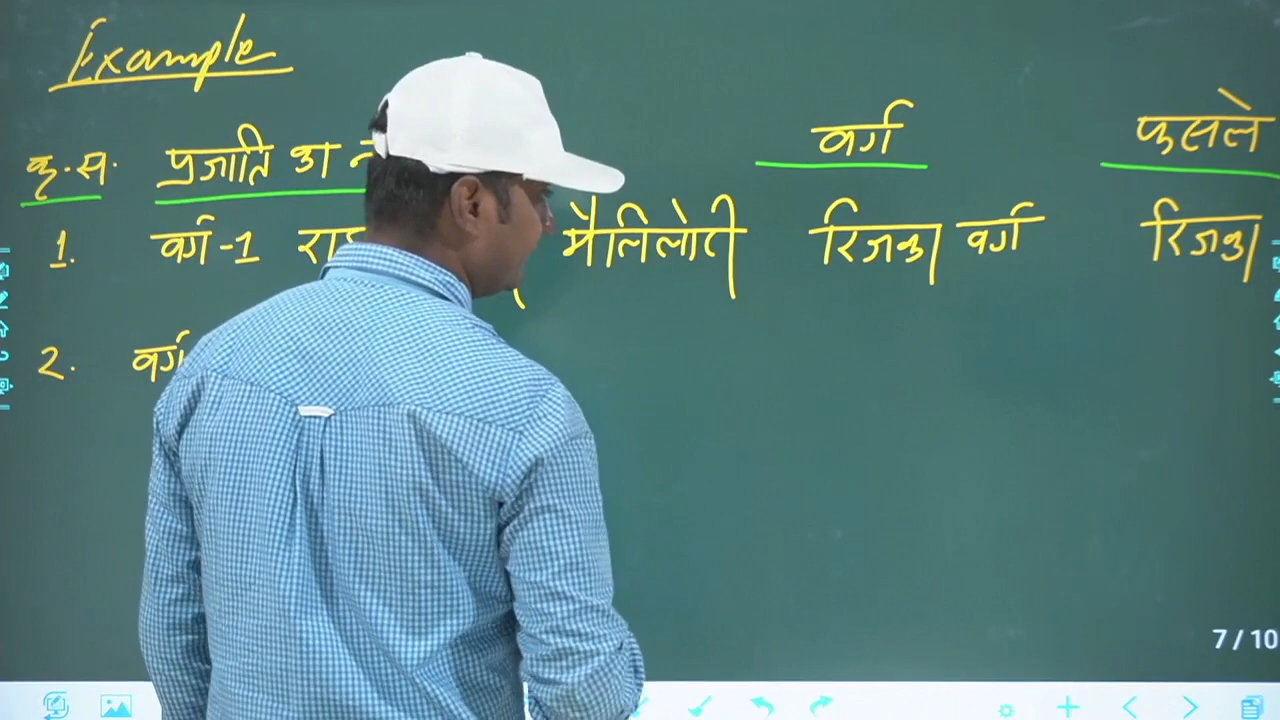 Example
क्र.स. प्रजाति का वर्ग फसले
1. वर्ग-1 मैलिलोटी रिजका वर्ग रिजका
2. वर्ग
7 / 10